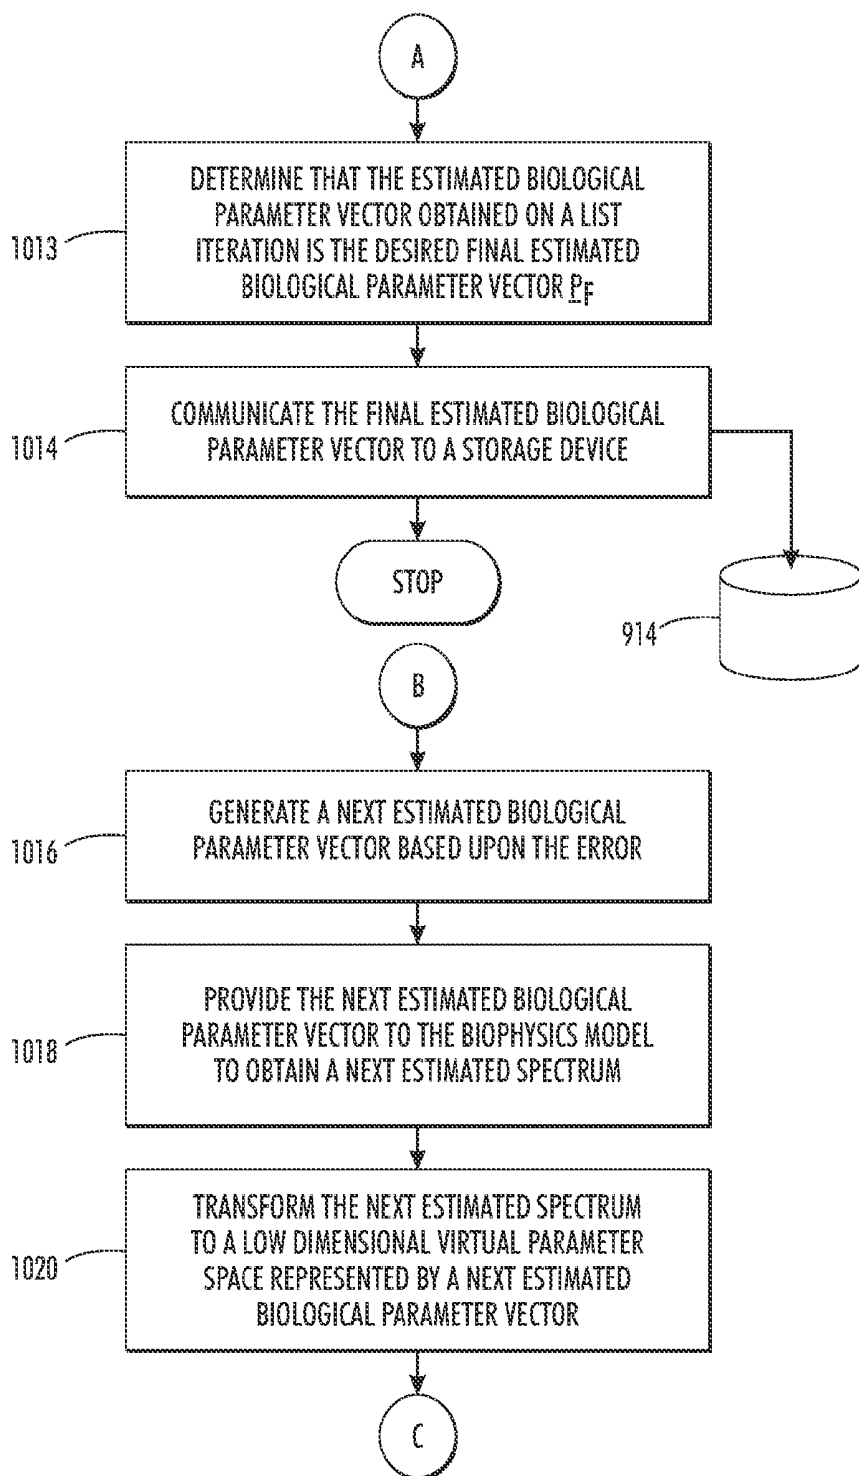 A
DETERMINE THAT THE ESTIMATED BIOLOGICAL
PARAMETER VECTOR OBTAINED ON A LIST
ITERATION IS THE DESIRED FINAL ESTIMATED
BIOLOGICAL PARAMETER VECTOR P_F
1013
COMMUNICATE THE FINAL ESTIMATED BIOLOGICAL
PARAMETER VECTOR TO A STORAGE DEVICE
1014
STOP
914
B
GENERATE A NEXT ESTIMATED BIOLOGICAL
PARAMETER VECTOR BASED UPON THE ERROR
1016
PROVIDE THE NEXT ESTIMATED BIOLOGICAL
PARAMETER VECTOR TO THE BIOPHYSICS MODEL
TO OBTAIN A NEXT ESTIMATED SPECTRUM
1018
TRANSFORM THE NEXT ESTIMATED SPECTRUM
TO A LOW DIMENSIONAL VIRTUAL PARAMETER
SPACE REPRESENTED BY A NEXT ESTIMATED
BIOLOGICAL PARAMETER VECTOR
1020
C